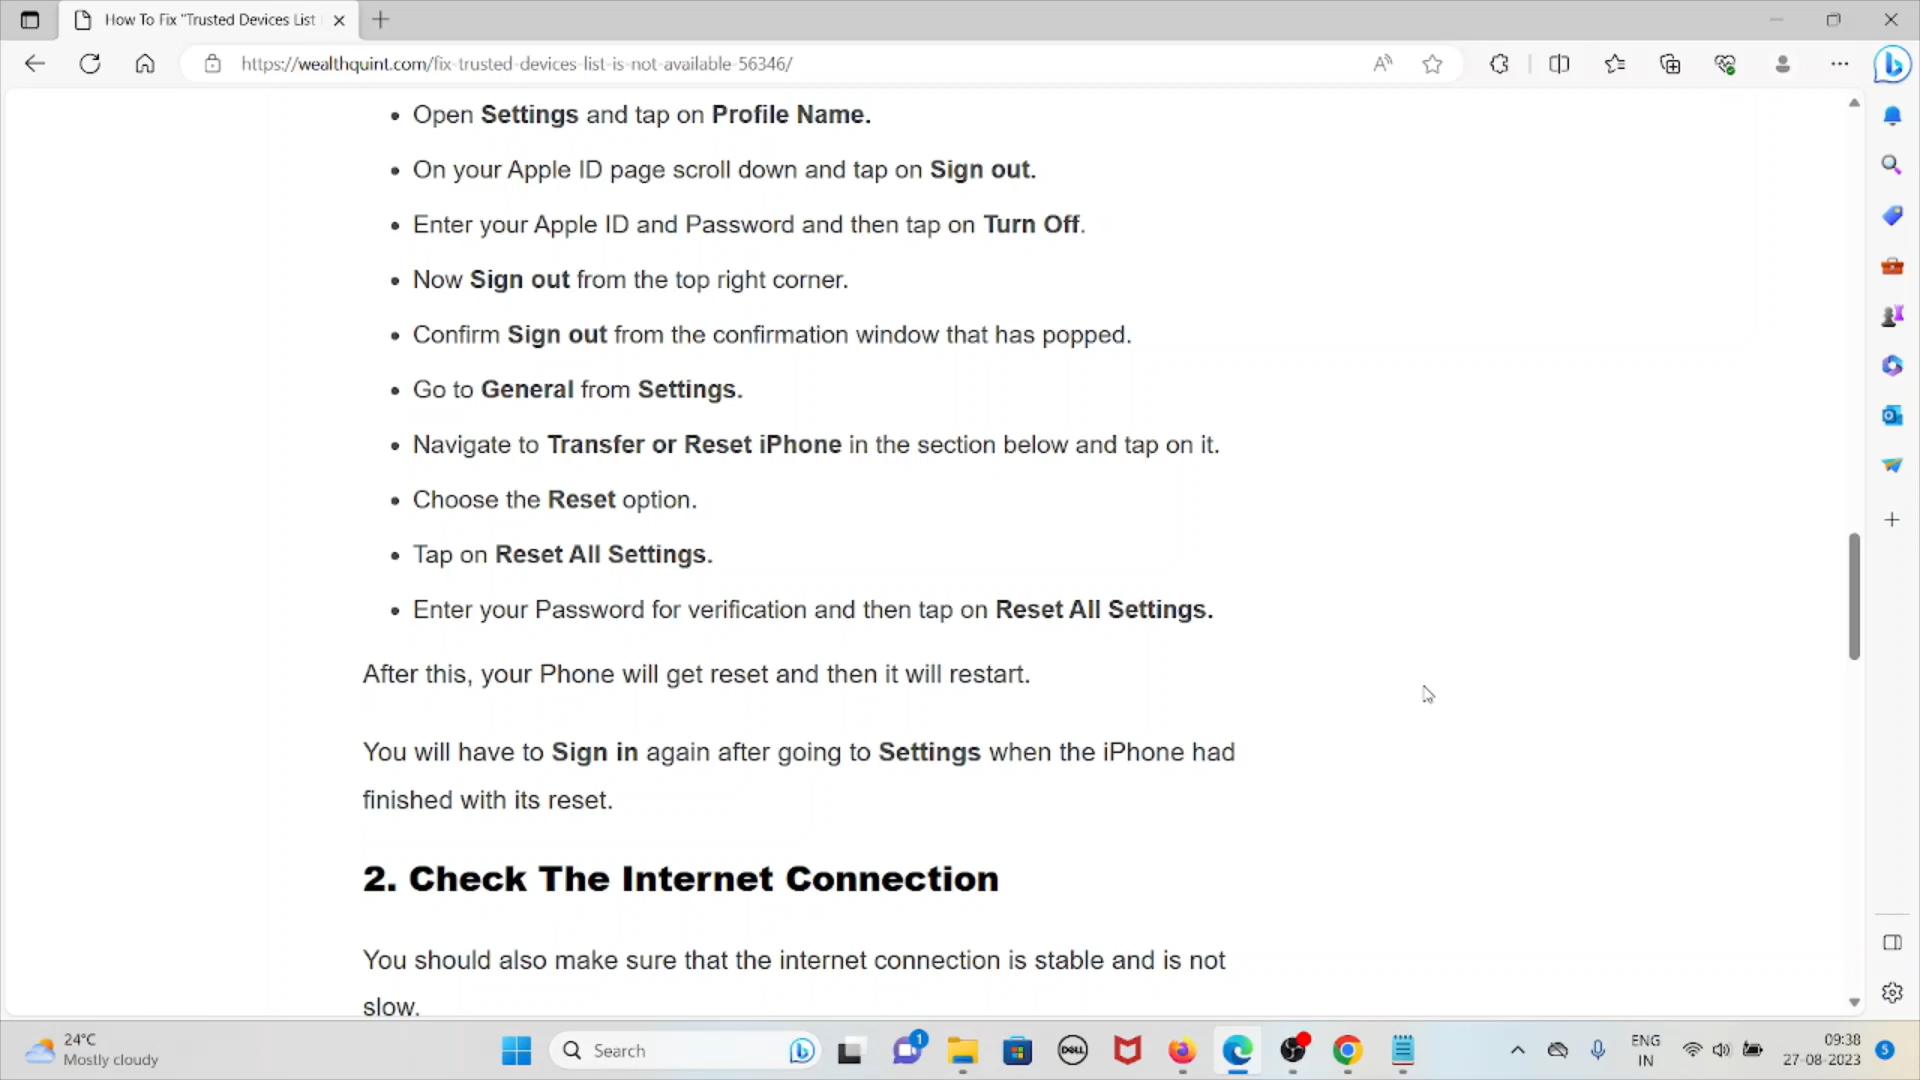 How To Fix "Trusted Devices List
https://wealthquint.com/fix-trusted-devices-list-is-not-available-56346/
Open Settings and tap on Profile Name.
On your Apple ID page scroll down and tap on Sign out.
Enter your Apple ID and Password and then tap on Turn Off.
Now Sign out from the top right corner.
Confirm Sign out from the confirmation window that has popped.
Go to General from Settings.
Navigate to Transfer or Reset iPhone in the section below and tap on it.
Choose the Reset option.
Tap on Reset All Settings.
Enter your Password for verification and then tap on Reset All Settings.
After this, your Phone will get reset and then it will restart.
You will have to Sign in again after going to Settings when the iPhone had
finished with its reset.
2. Check The Internet Connection
You should also make sure that the internet connection is stable and is not
slow.
24°C
Mostly cloudy
Search
1
DELL
ENG
IN
09:38
27-08-2023
5